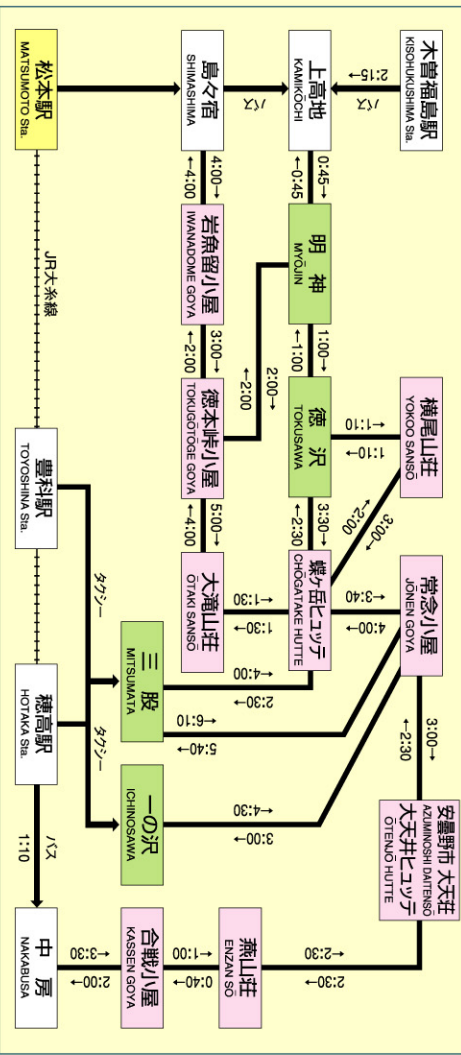 木曽福島駅
KISOHUKUSHIMA Sta.
2:15→
バス
横尾山荘
YOKOO SANSŌ
常念小屋
JŌNEN GOYA
3:00→
←2:30
安曇野市 大天荘
AZUMINOSHI DAITENSŌ
大天井ヒュッテ
ŌTENJŌ HUTTE
←1:10
1:10→
3:00→
←2:00
←3:40
4:00→
上高地
KAMIKŌCHI
0:45→
←0:45
明神
MYŌJIN
1:00→
←1:00
徳沢
TOKUSAWA
3:30→
←2:30
蝶ヶ岳ヒュッテ
CHŌGATAKE HUTTE
バス
2:00→
←2:00
←1:30
1:30→
←4:00
2:30→
←6:10
5:40→
←4:30
3:00→
←2:30
2:30→
島々宿
SHIMASHIMA
4:00→
←4:00
岩魚留小屋
IWANADOME GOYA
3:00→
←2:00
徳本峠小屋
TOKUGŌTŌGE GOYA
5:00→
←4:00
大滝山荘
ŌTAKI SANSŌ
燕山荘
ENZAN SŌ
←1:00
0:40→
三股
MITSUMATA
一の沢
ICHINOSAWA
合戦小屋
KASSEN GOYA
タクシー
タクシー
←3:30
2:00→
松本駅
MATSUMOTO Sta.
JR大糸線
豊科駅
TOYOSHINA Sta.
穂高駅
HOTAKA Sta.
バス
1:10
中房
NAKABUSA